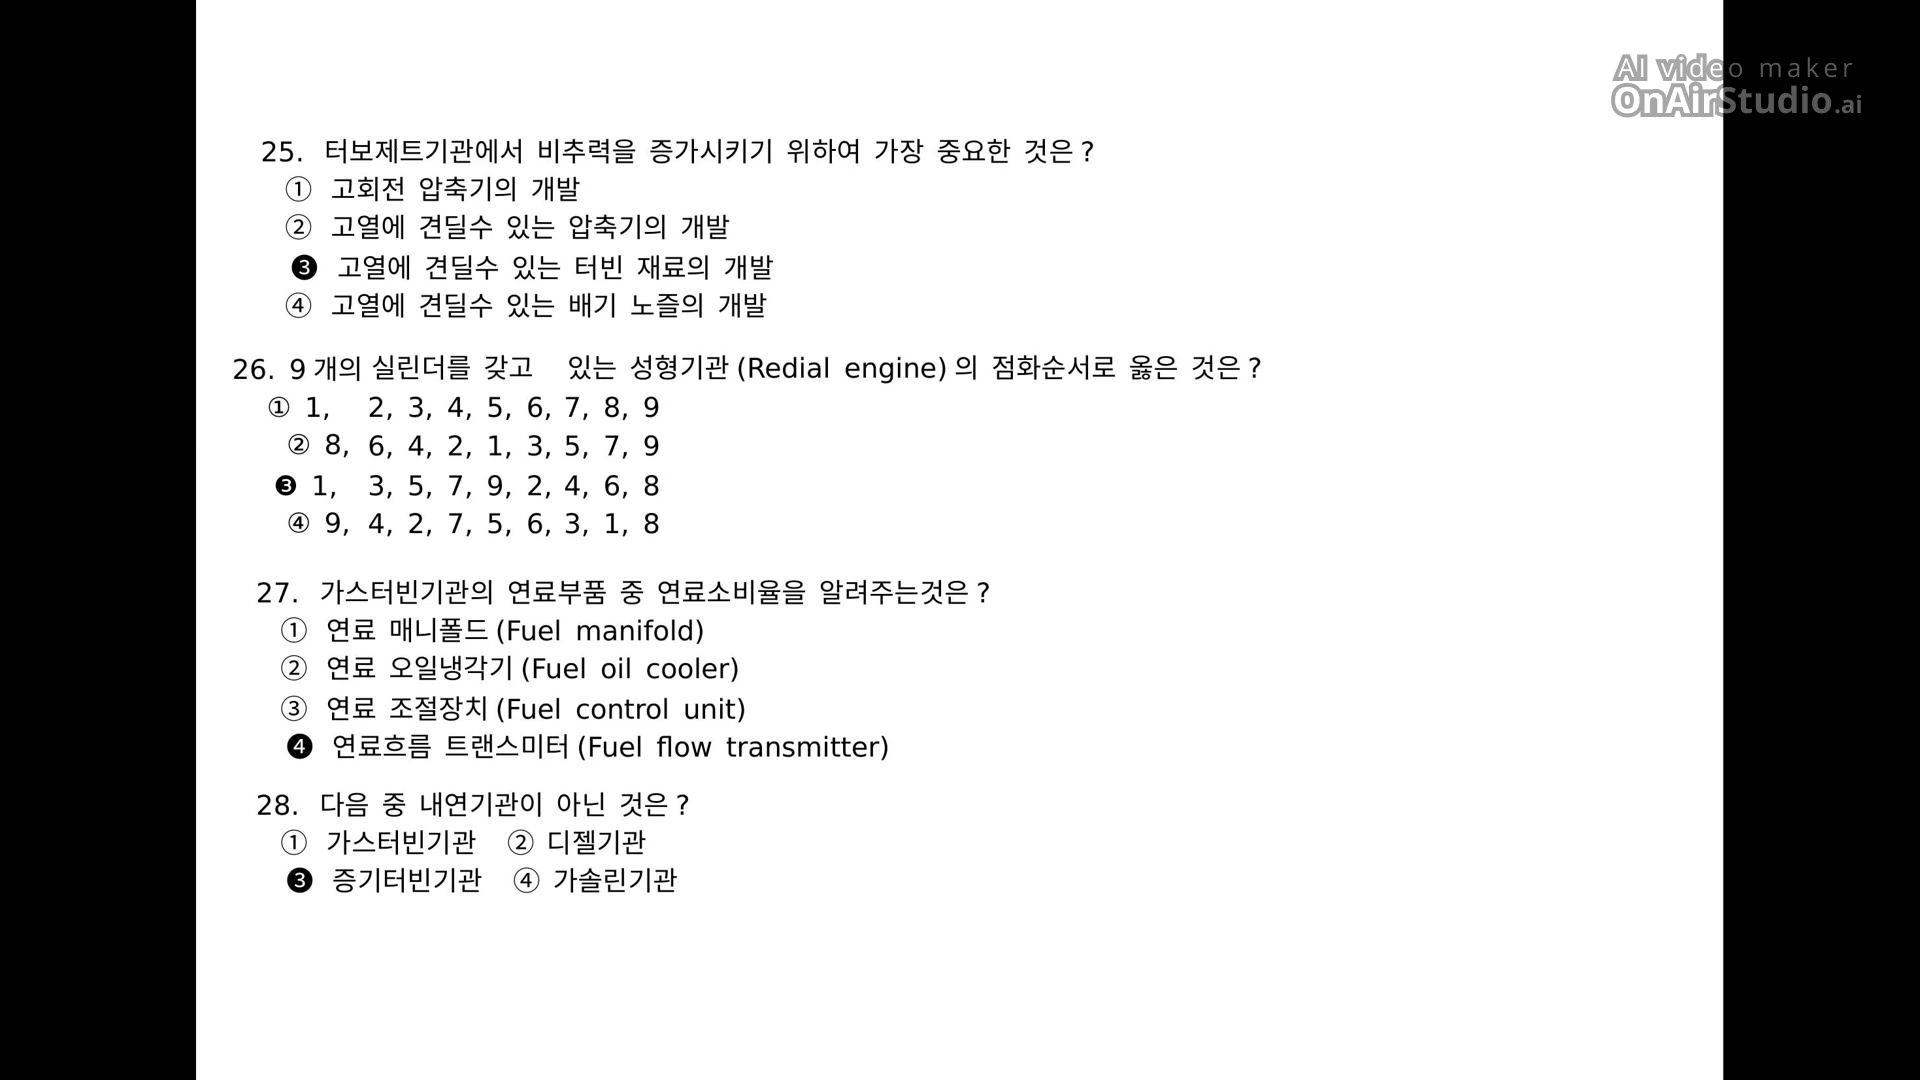 AI video maker
OnAirStudio.ai
25. 터보제트기관에서 비추력을 증가시키기 위하여 가장 중요한 것은?
① 고회전 압축기의 개발
② 고열에 견딜수 있는 압축기의 개발
❸ 고열에 견딜수 있는 터빈 재료의 개발
④ 고열에 견딜수 있는 배기 노즐의 개발
26. 9개의 실린더를 갖고 있는 성형기관(Redial engine)의 점화순서로 옳은 것은?
① 1, 2, 3, 4, 5, 6, 7, 8, 9
② 8, 6, 4, 2, 1, 3, 5, 7, 9
❸ 1, 3, 5, 7, 9, 2, 4, 6, 8
④ 9, 4, 2, 7, 5, 6, 3, 1, 8
27. 가스터빈기관의 연료부품 중 연료소비율을 알려주는것은?
① 연료 매니폴드(Fuel manifold)
② 연료 오일냉각기(Fuel oil cooler)
③ 연료 조절장치(Fuel control unit)
❹ 연료흐름 트랜스미터(Fuel flow transmitter)
28. 다음 중 내연기관이 아닌 것은?
① 가스터빈기관 ② 디젤기관
❸ 증기터빈기관 ④ 가솔린기관